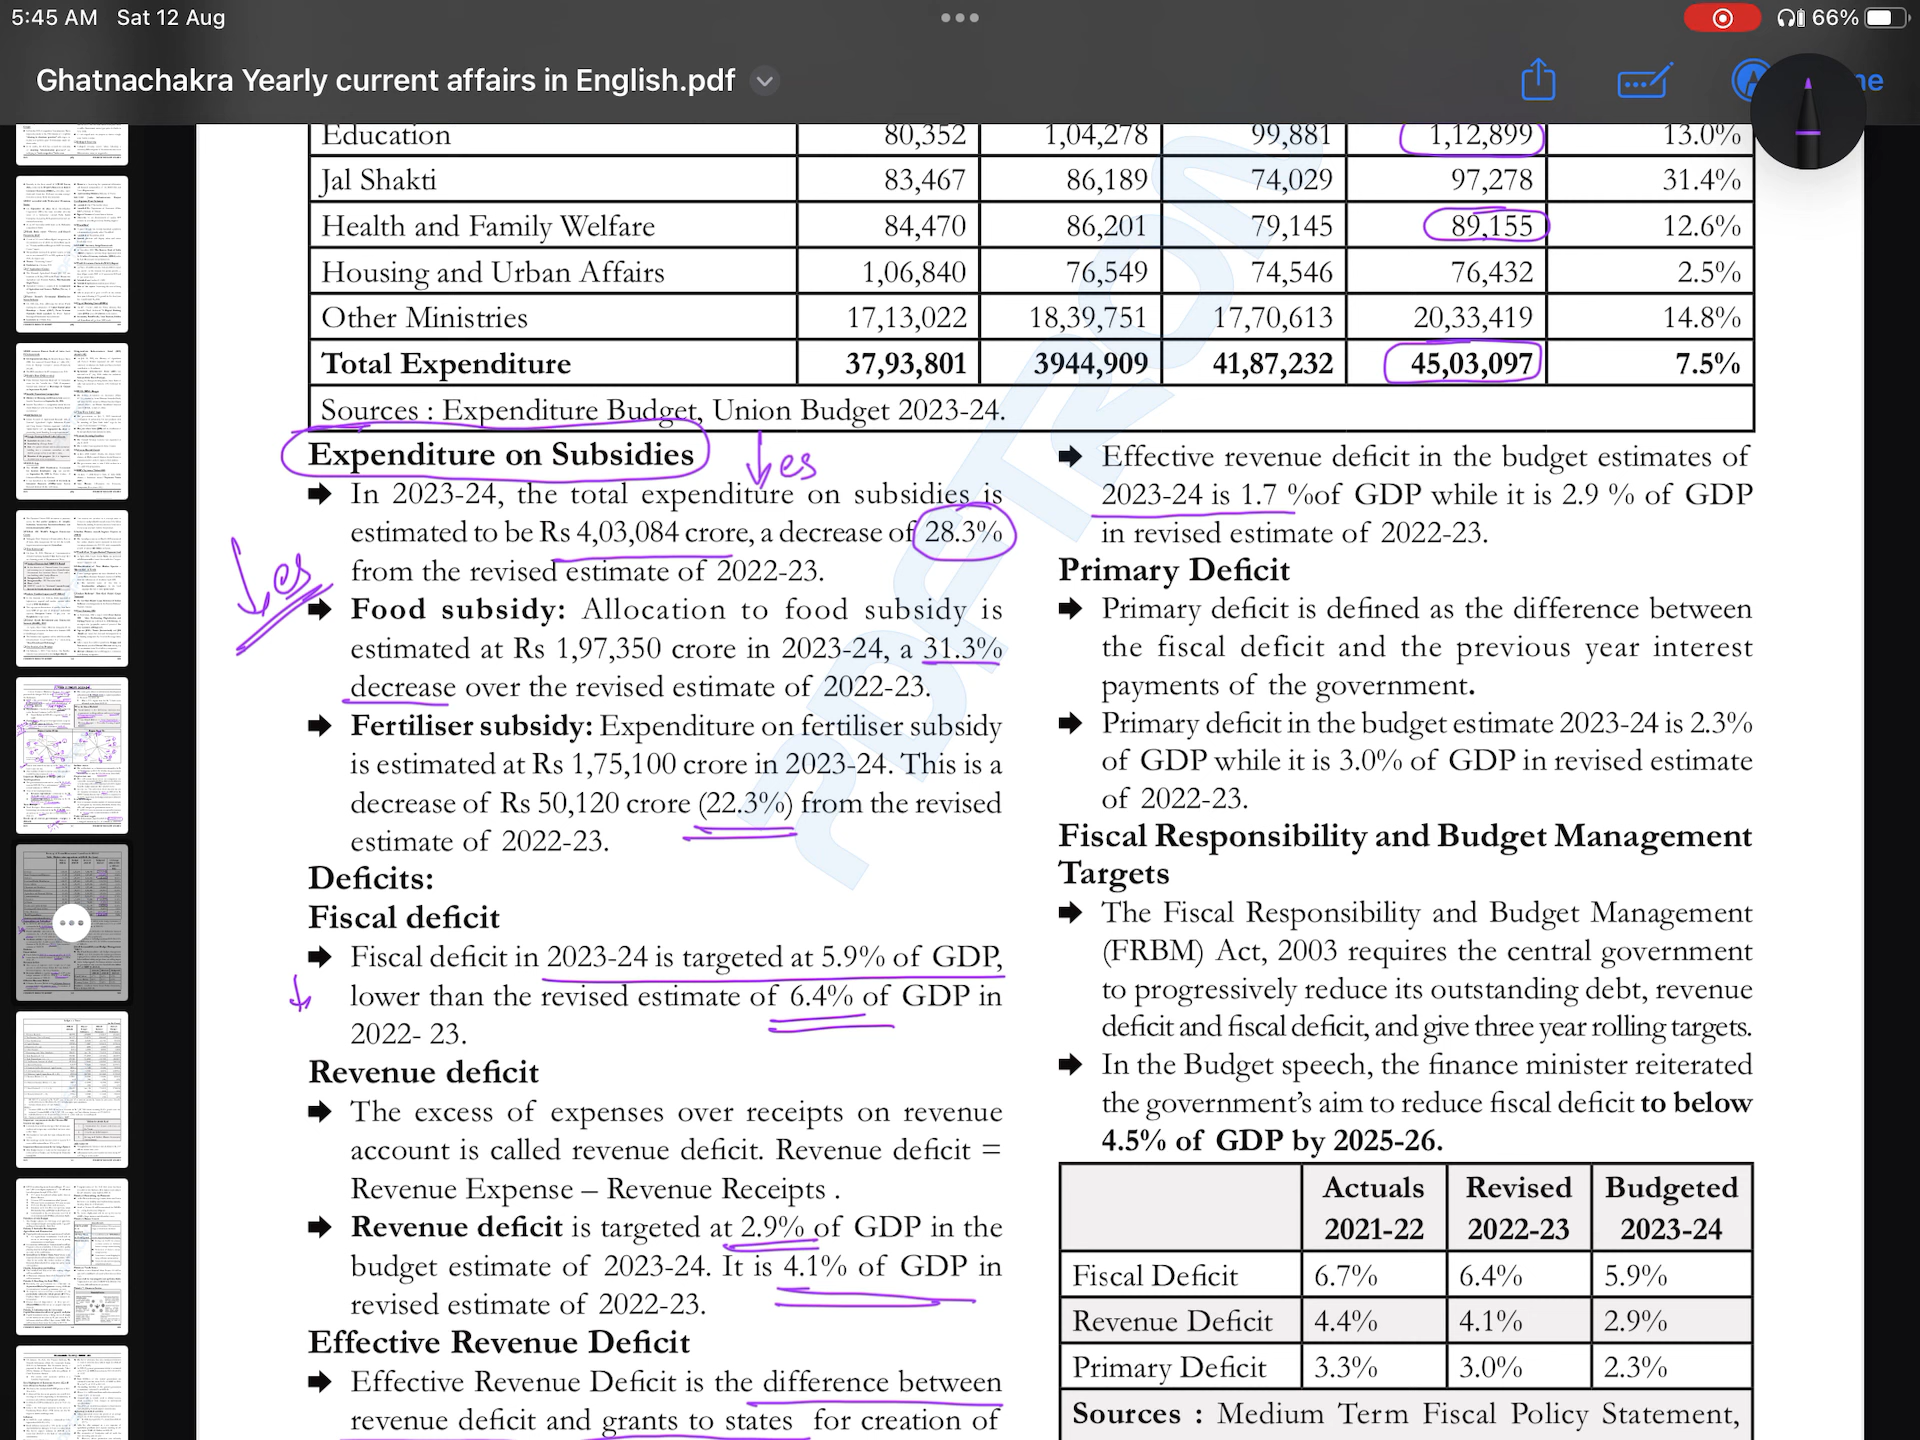 5:45 AM Sat 12 Aug
66%
Ghatnachakra Yearly current affairs in English.pdf
Education 80,352 1,04,278 99,881 1,12,899 13.0%
Jal Shakti 83,467 86,189 74,029 97,278 31.4%
Health and Family Welfare 84,470 86,201 79,145 89,155 12.6%
Housing and Urban Affairs 1,06,840 76,549 74,546 76,432 2.5%
Other Ministries 17,13,022 18,39,751 17,70,613 20,33,419 14.8%
Total Expenditure 37,93,801 3944,909 41,87,232 45,03,097 7.5%
Sources : Expenditure Budget, Union Budget 2023-24.
Expenditure on Subsidies
↓es
➡ In 2023-24, the total expenditure on subsidies is
estimated to be Rs 4,03,084 crore, a decrease of 28.3%
from the revised estimate of 2022-23.
↓es
➡ Food subsidy: Allocation to food subsidy is
estimated at Rs 1,97,350 crore in 2023-24, a 31.3%
decrease over the revised estimate of 2022-23.
➡ Fertiliser subsidy: Expenditure on fertiliser subsidy
is estimated at Rs 1,75,100 crore in 2023-24. This is a
decrease of Rs 50,120 crore (22.3%) from the revised
estimate of 2022-23.
Deficits:
Fiscal deficit
➡ Fiscal deficit in 2023-24 is targeted at 5.9% of GDP,
lower than the revised estimate of 6.4% of GDP in
2022- 23.
Revenue deficit
➡ The excess of expenses over receipts on revenue
account is called revenue deficit. Revenue deficit =
Revenue Expense – Revenue Receipts .
➡ Revenue deficit is targeted at 2.9% of GDP in the
budget estimate of 2023-24. It is 4.1% of GDP in
revised estimate of 2022-23.
Effective Revenue Deficit
➡ Effective Revenue Deficit is the difference between
revenue deficit and grants to states for creation of
➡ Effective revenue deficit in the budget estimates of
2023-24 is 1.7 %of GDP while it is 2.9 % of GDP
in revised estimate of 2022-23.
Primary Deficit
➡ Primary deficit is defined as the difference between
the fiscal deficit and the previous year interest
payments of the government.
➡ Primary deficit in the budget estimate 2023-24 is 2.3%
of GDP while it is 3.0% of GDP in revised estimate
of 2022-23.
Fiscal Responsibility and Budget Management
Targets
➡ The Fiscal Responsibility and Budget Management
(FRBM) Act, 2003 requires the central government
to progressively reduce its outstanding debt, revenue
deficit and fiscal deficit, and give three year rolling targets.
➡ In the Budget speech, the finance minister reiterated
the government's aim to reduce fiscal deficit to below
4.5% of GDP by 2025-26.
Actuals Revised Budgeted
2021-22 2022-23 2023-24
Fiscal Deficit 6.7% 6.4% 5.9%
Revenue Deficit 4.4% 4.1% 2.9%
Primary Deficit 3.3% 3.0% 2.3%
Sources : Medium Term Fiscal Policy Statement,